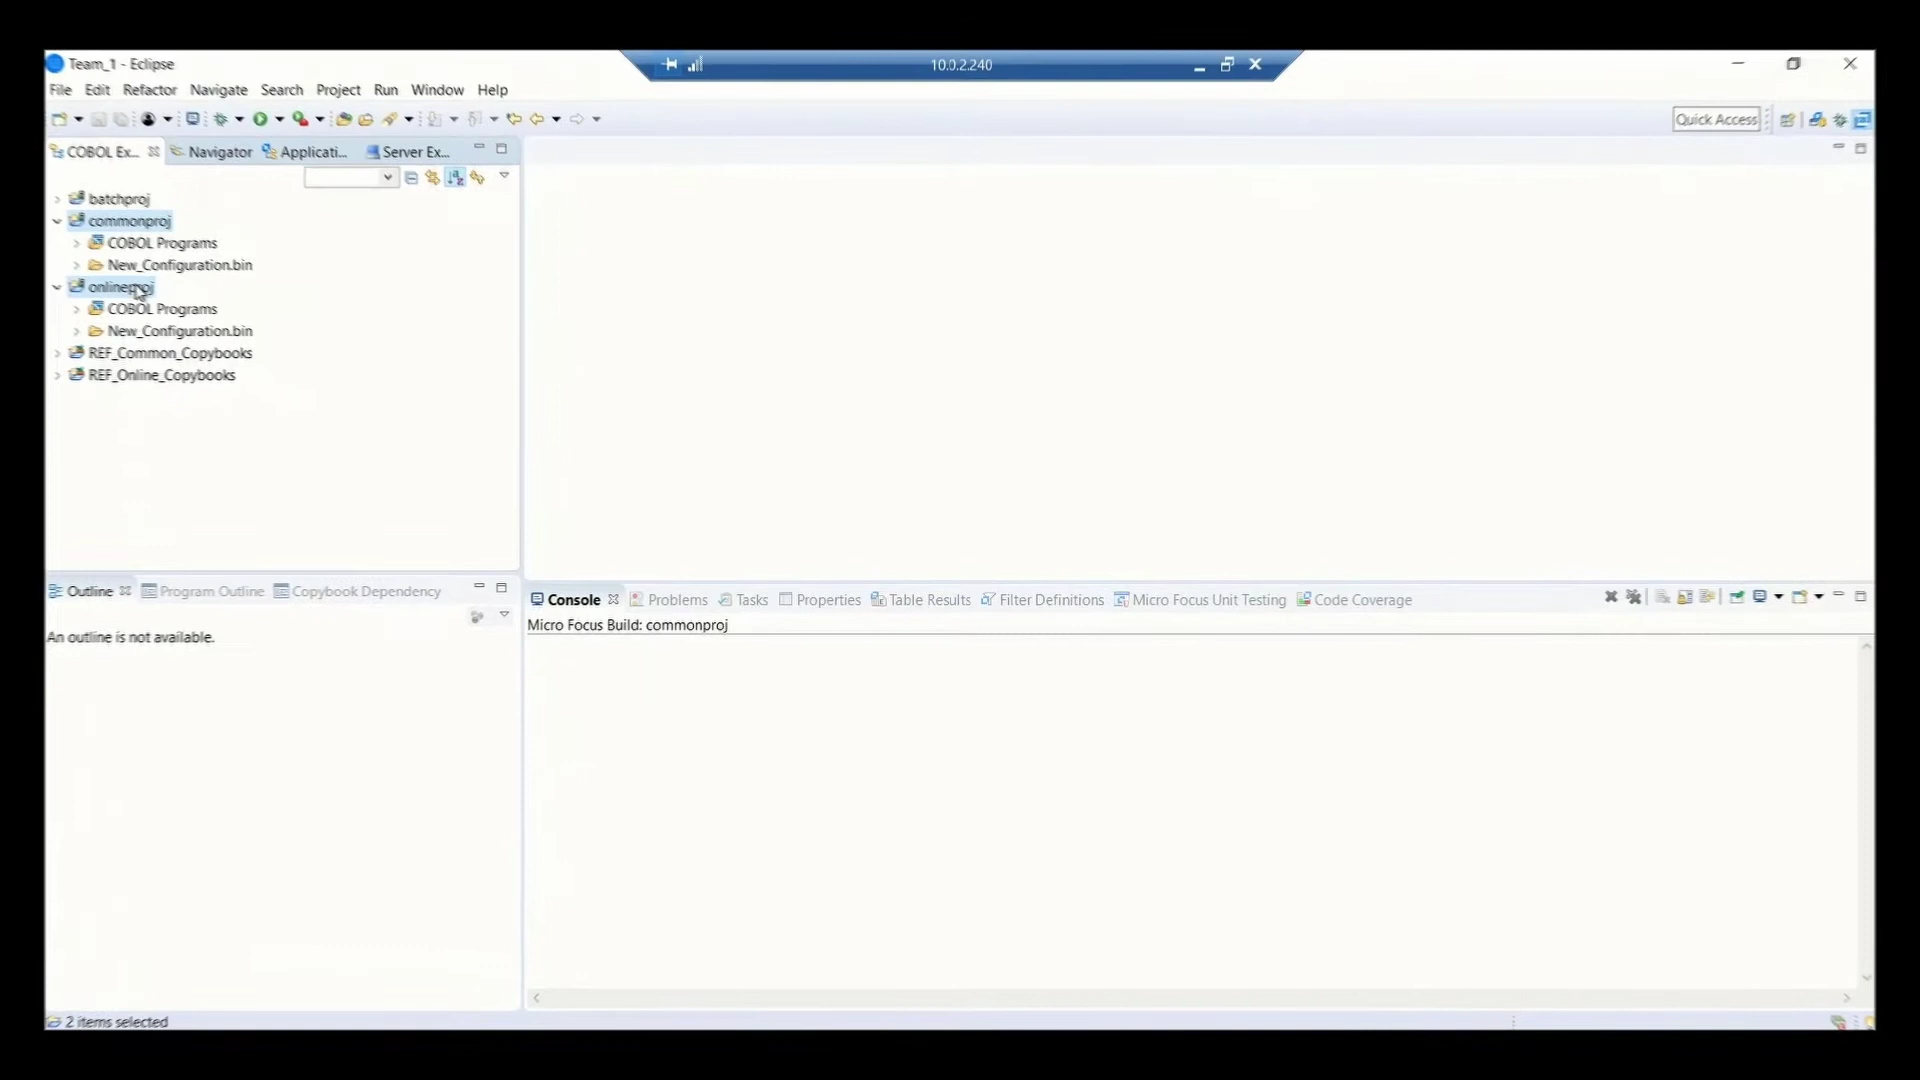 Team_1 - Eclipse
10.0.2.240
File Edit Refactor Navigate Search Project Run Window Help
Quick Access
COBOL Ex... Navigator Applicati... Server Ex...
batchproj
commonproj
COBOL Programs
New_Configuration.bin
onlineproj
COBOL Programs
New_Configuration.bin
REF_Common_Copybooks
REF_Online_Copybooks
Outline Program Outline Copybook Dependency
An outline is not available.
Console Problems Tasks Properties Table Results Filter Definitions Micro Focus Unit Testing Code Coverage
Micro Focus Build: commonproj
2 items selected